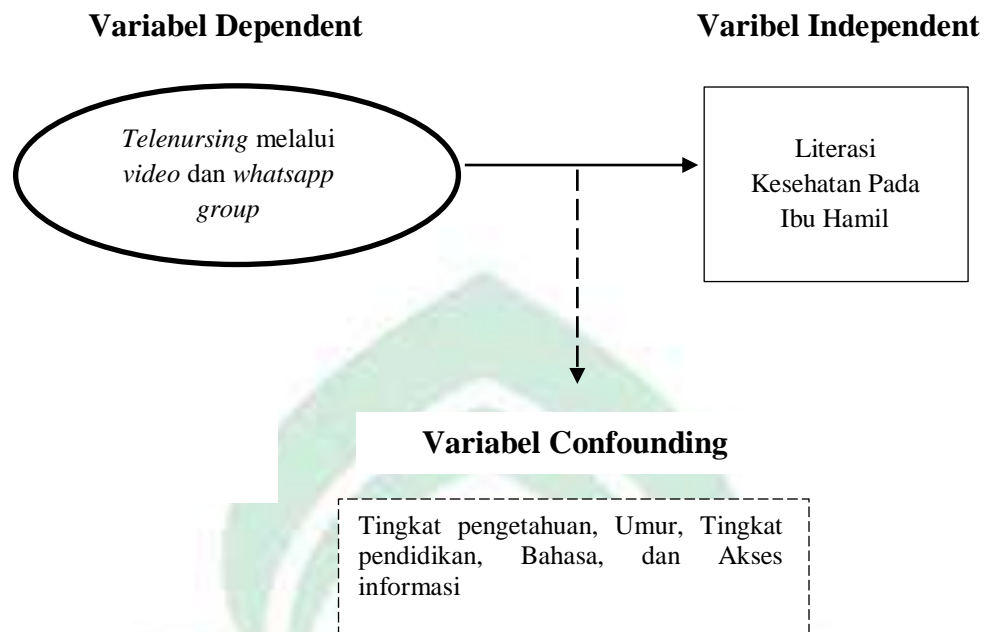 Variabel Dependent
Varibel Independent
Telenursing melalui
video dan whatsapp
group
Literasi
Kesehatan Pada
Ibu Hamil
Variabel Confounding
Tingkat pengetahuan, Umur, Tingkat
pendidikan, Bahasa, dan Akses
informasi